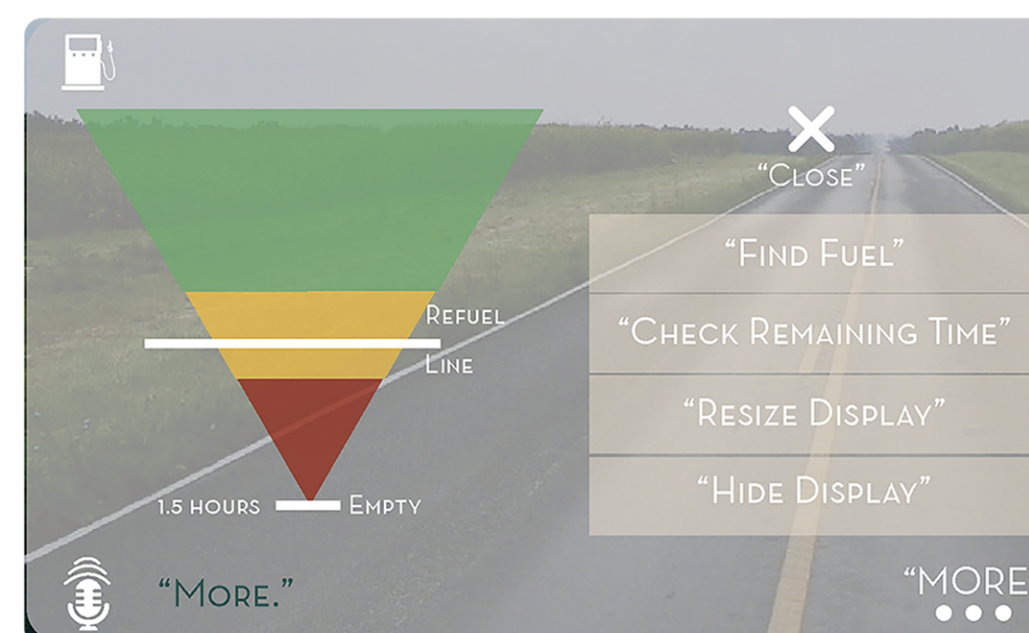 “Close”
“Find Fuel”
“Check Remaining Time”
“Resize Display”
“Hide Display”
Refuel
Line
1.5 HOURS
Empty
“More.”
“MORE